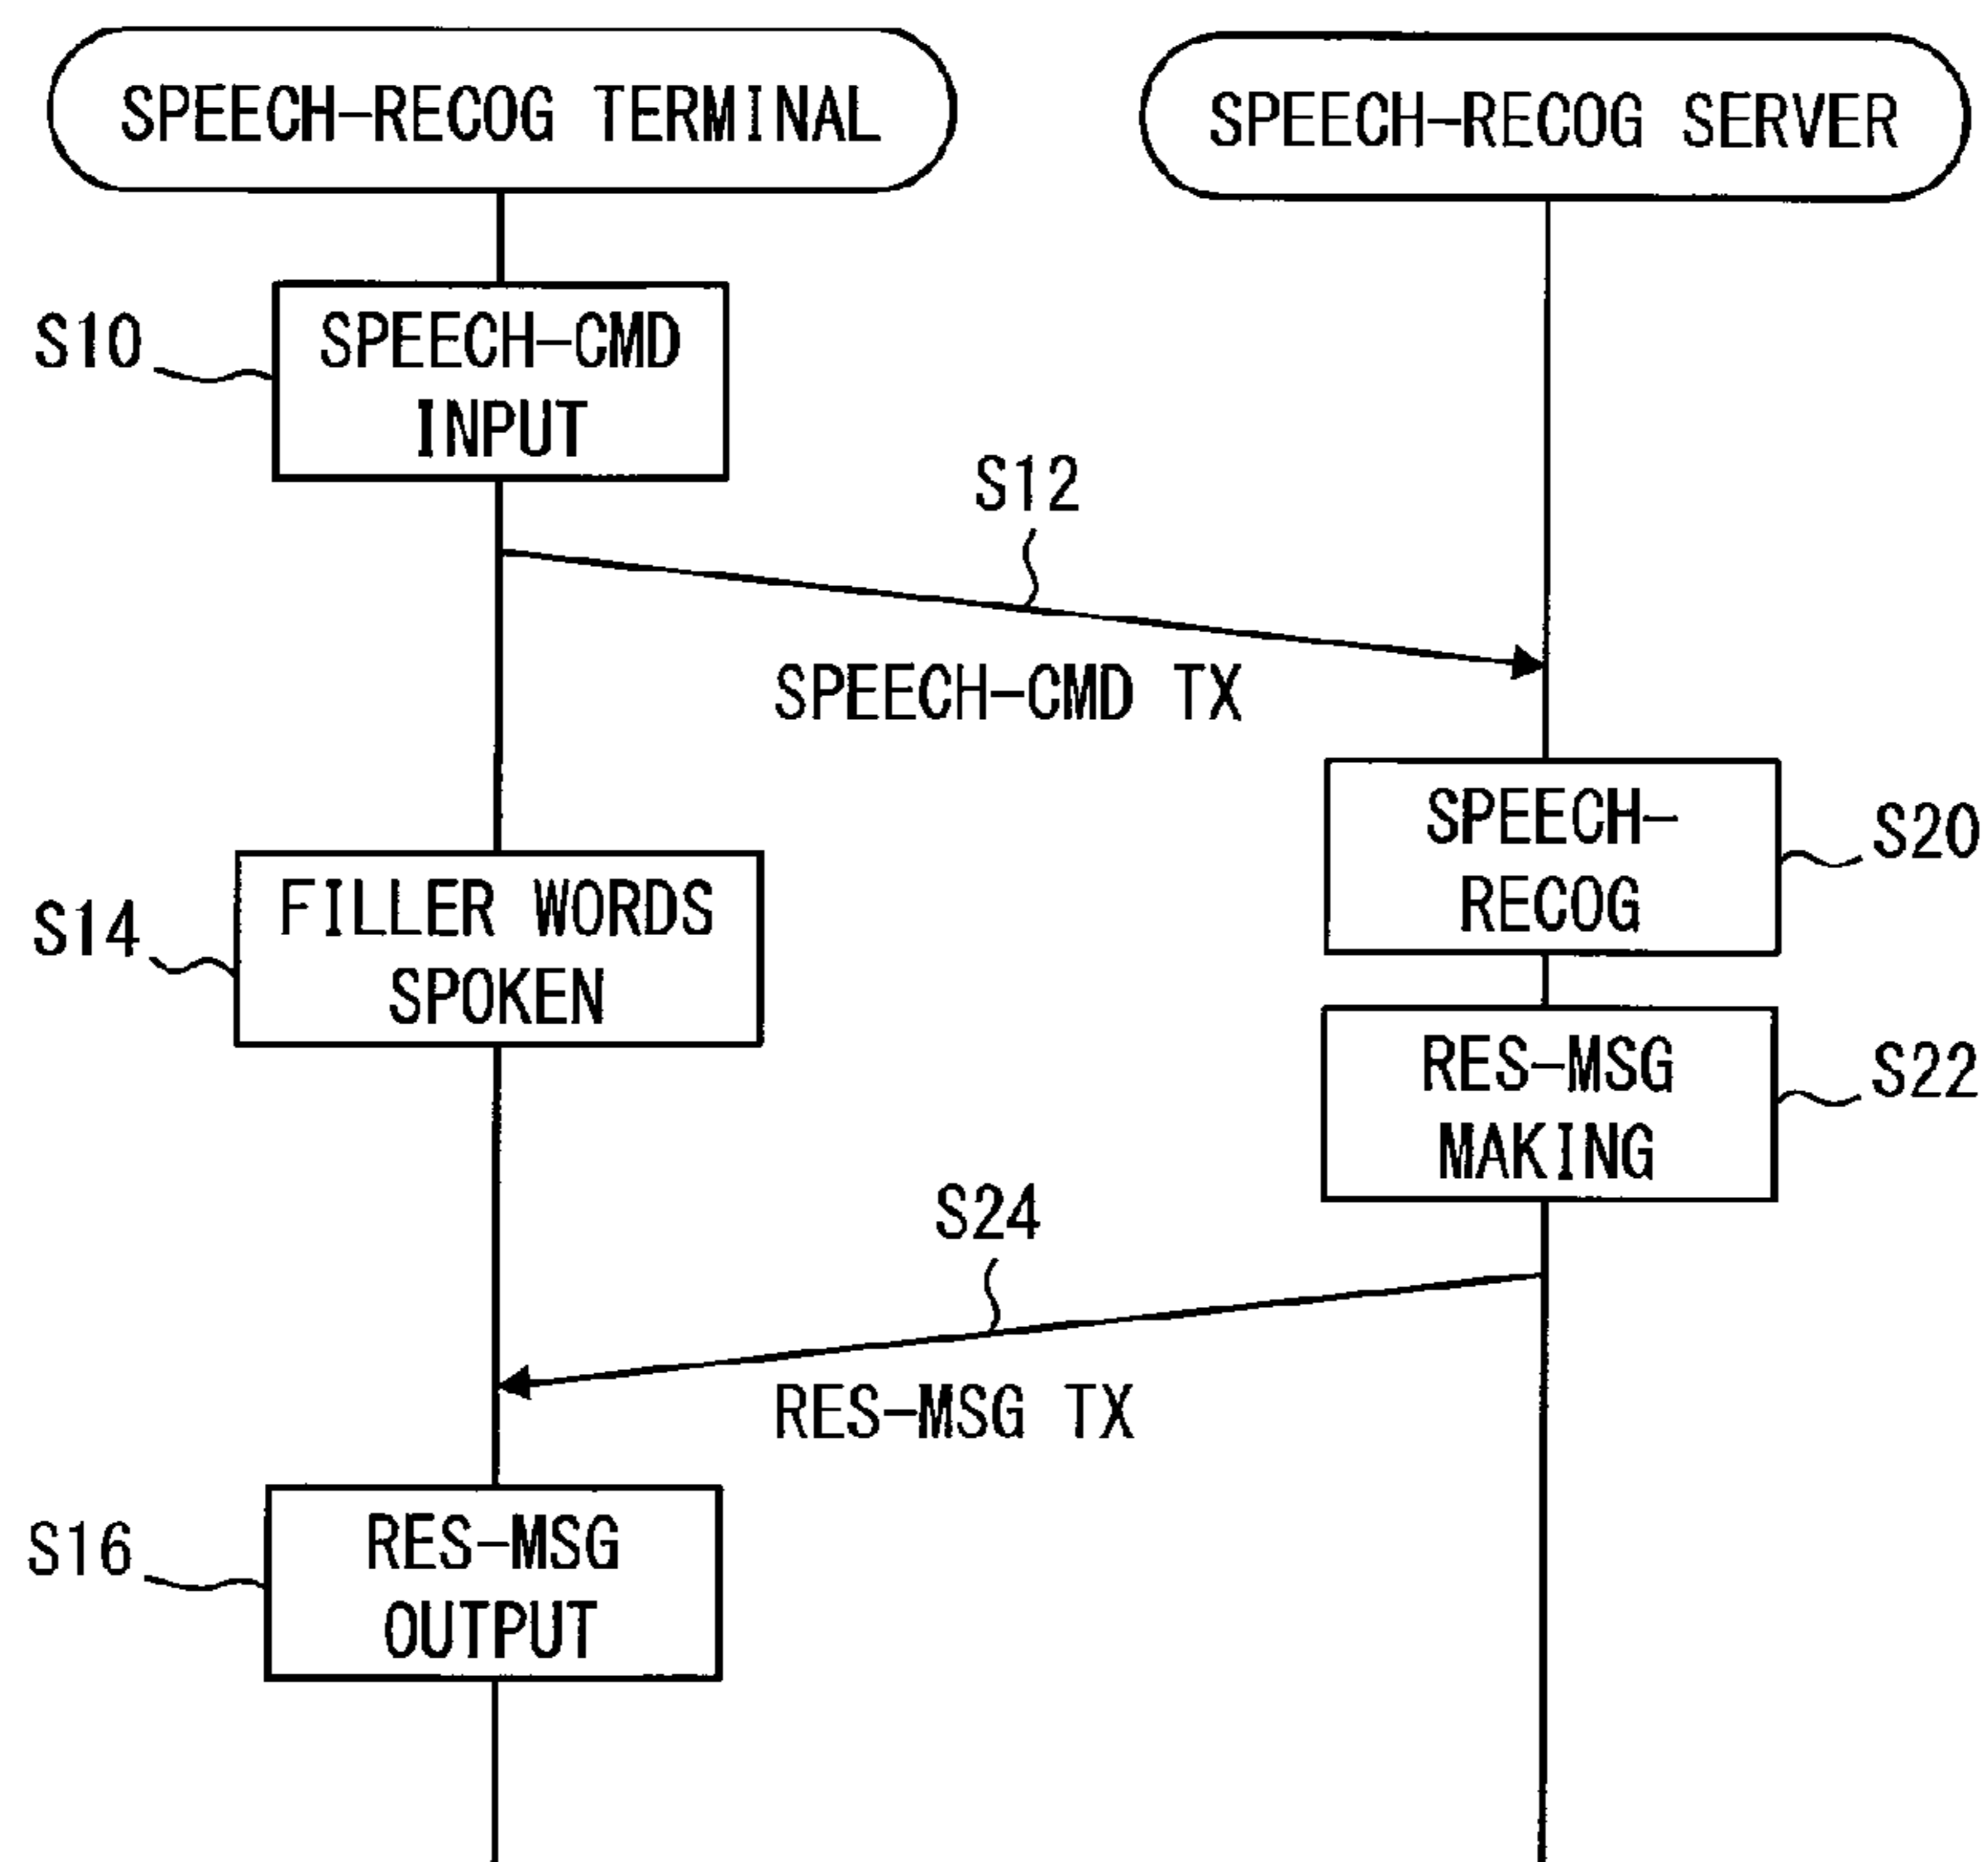 SPEECH-RECOG TERMINAL
SPEECH-RECOG SERVER
S10
SPEECH-CMD
INPUT
S12
SPEECH-CMD TX
SPEECH-
RECOG
S20
S14
FILLER WORDS
SPOKEN
RES-MSG
MAKING
S22
S24
RES-MSG TX
S16
RES-MSG
OUTPUT